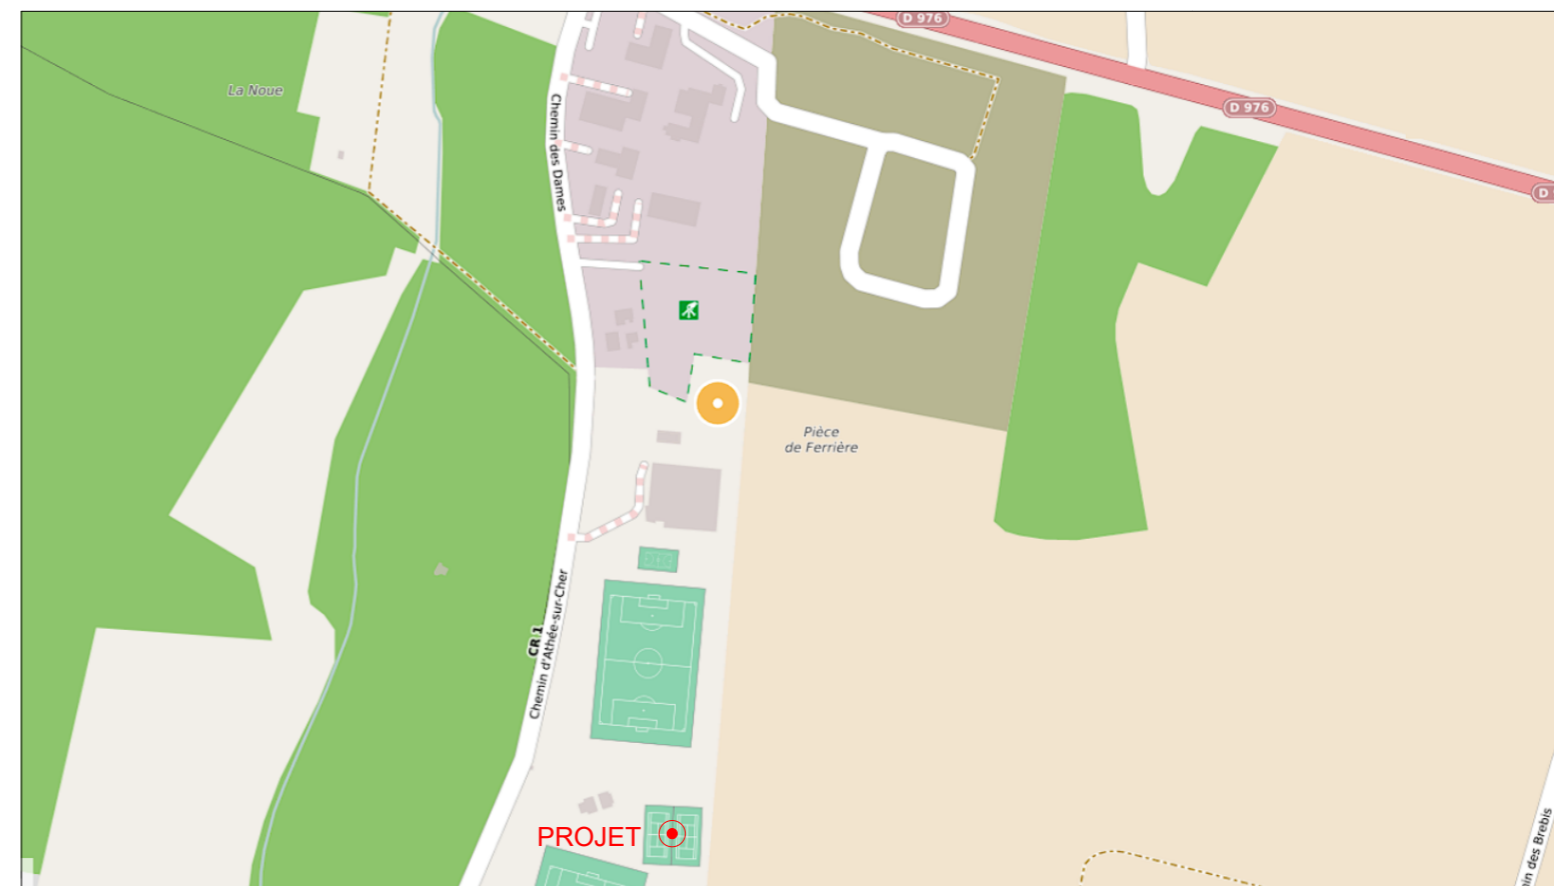 D 976
La Noue
D 976
Chemin des Dames
D
Pièce
de Ferrière
CR 1
Chemin d'Athée-sur-Cher
PROJET
in des Brebis